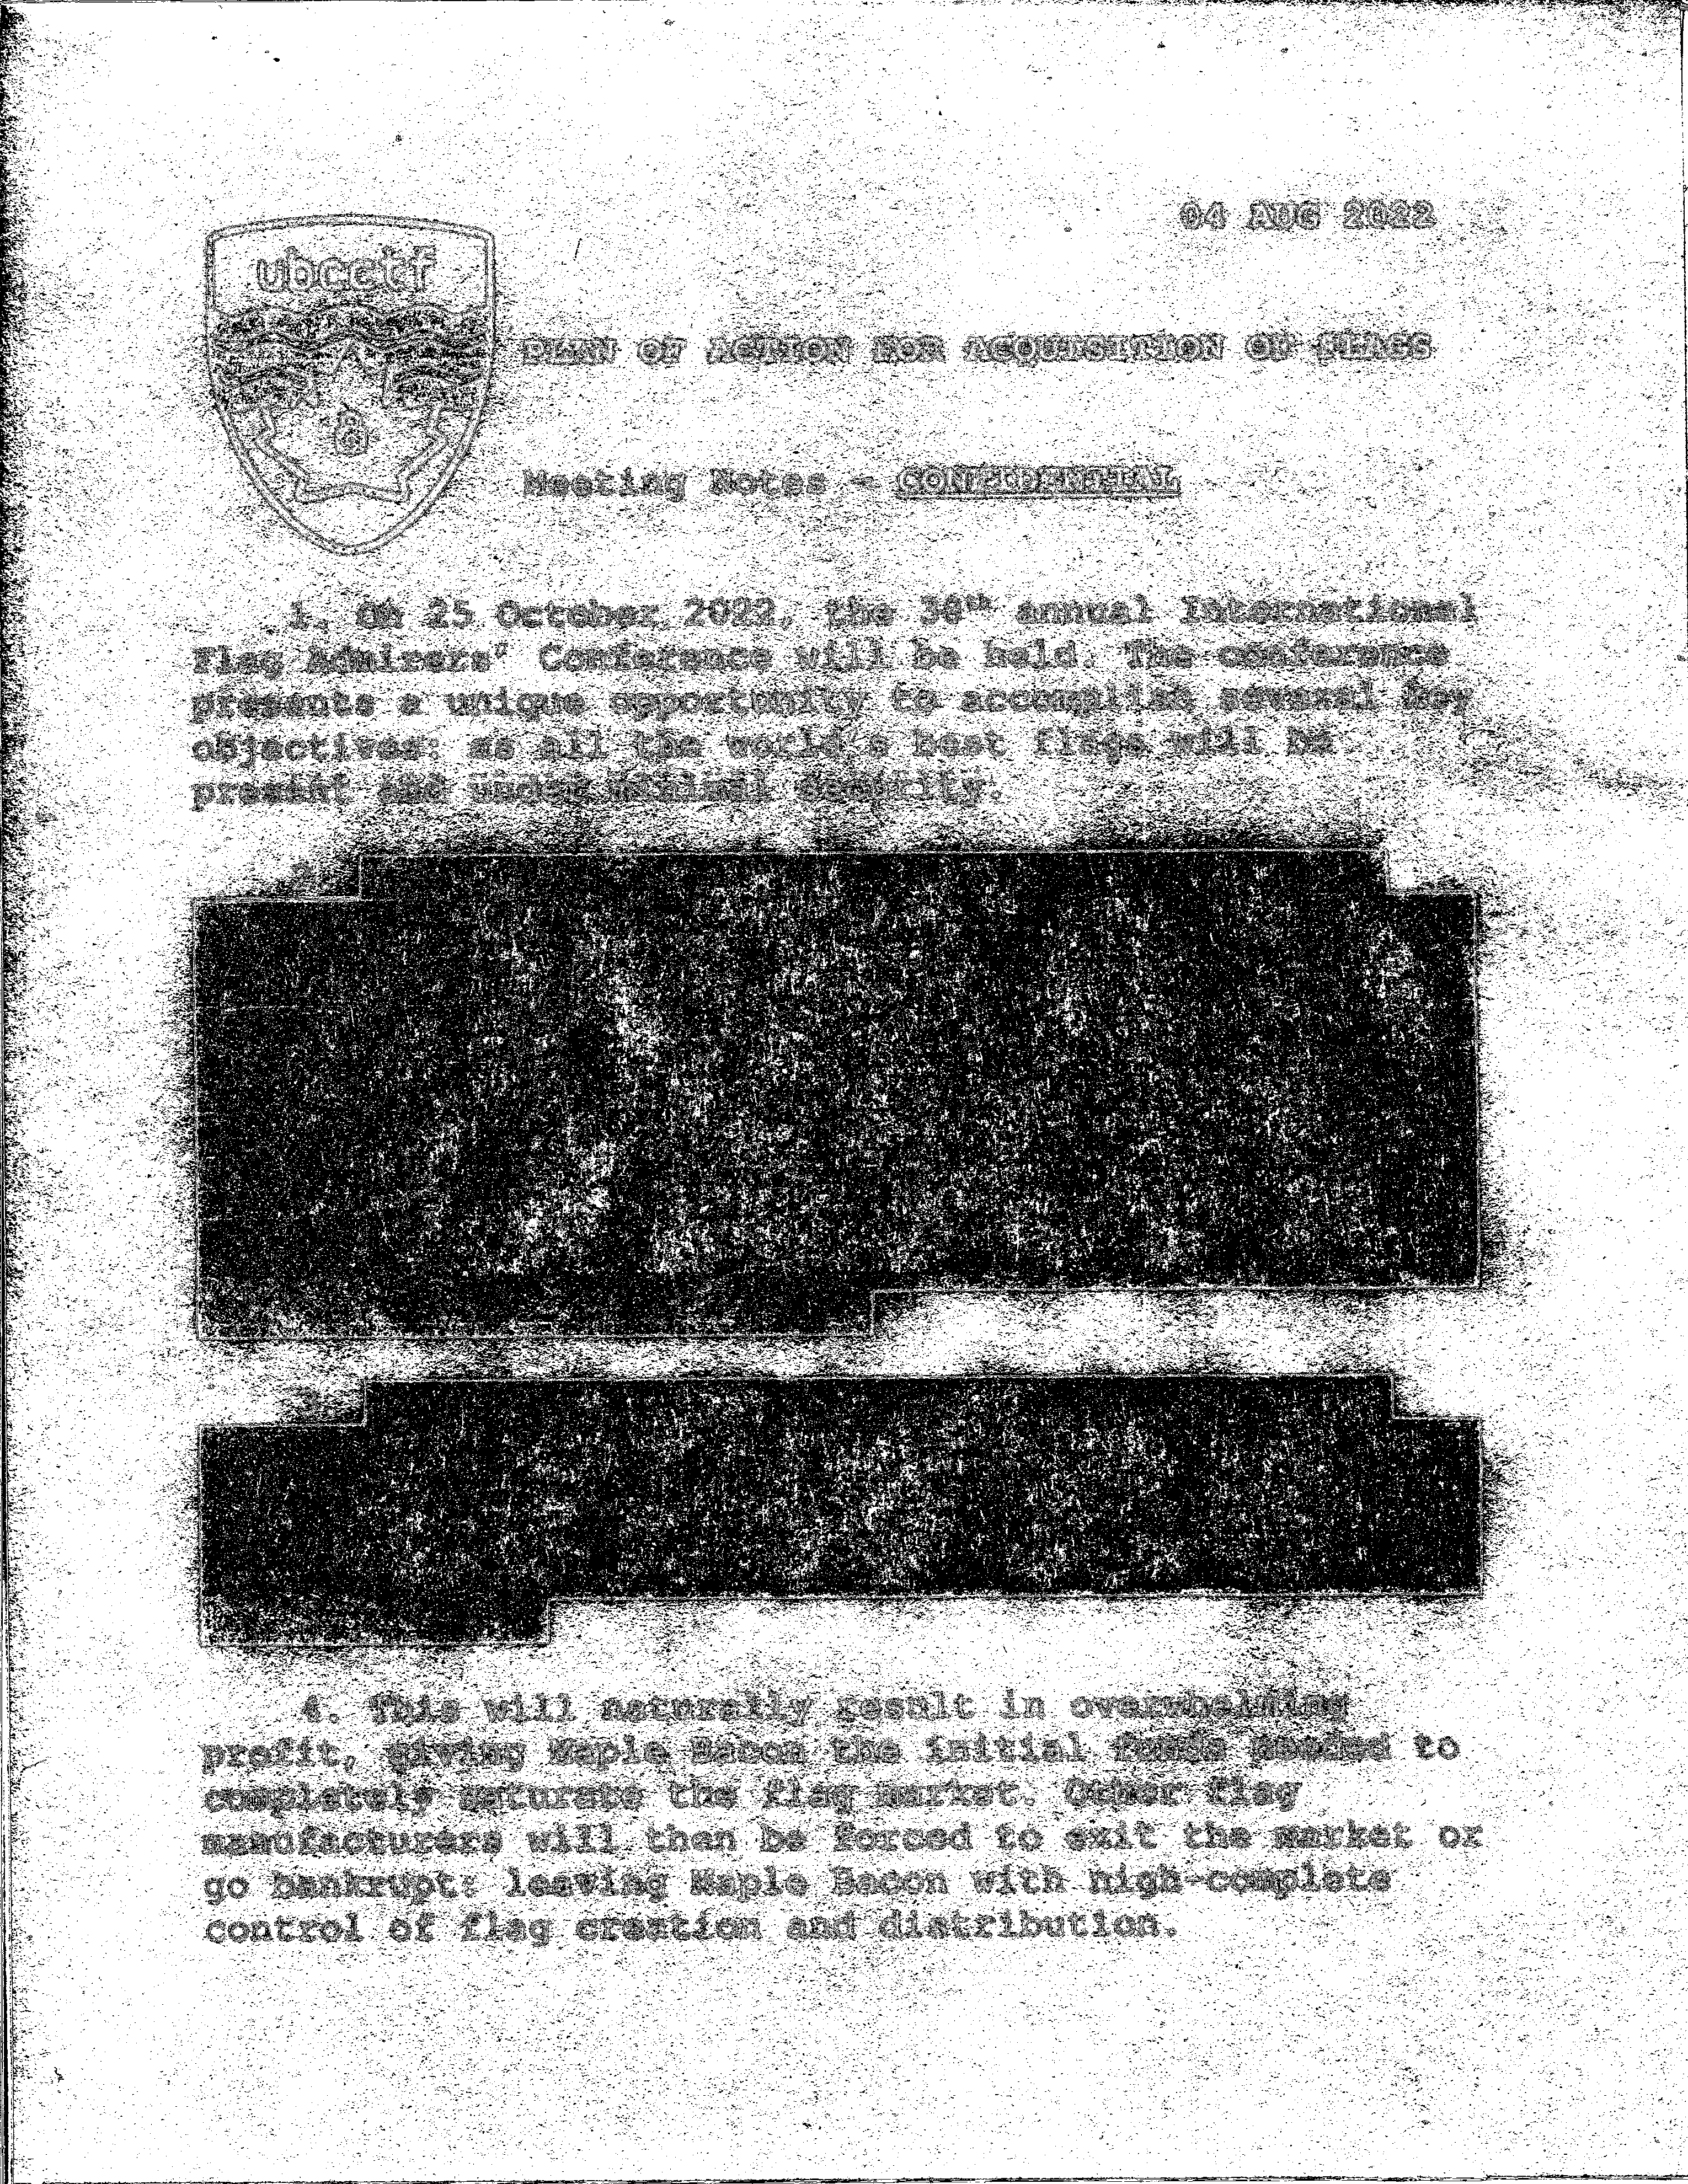 04 AUG 2022
ubcctf
PLAN OF ACTION FOR ACQUISITION OF FLAGS
Meeting Notes - CONFIDENTIAL
1. On 25 October 2022, the 38th annual International
Flag Admirers' Conference will be held. The conference
presents a unique opportunity to accomplish several key
objectives: as all the world's best flags will be
present and under minimal security.
4. This will naturally result in overwhelming
profit, giving Maple Bacon the initial funds needed to
completely saturate the flag market. Other flag
manufacturers will then be forced to exit the market or
go bankrupt: leaving Maple Bacon with nigh-complete
control of flag creation and distribution.